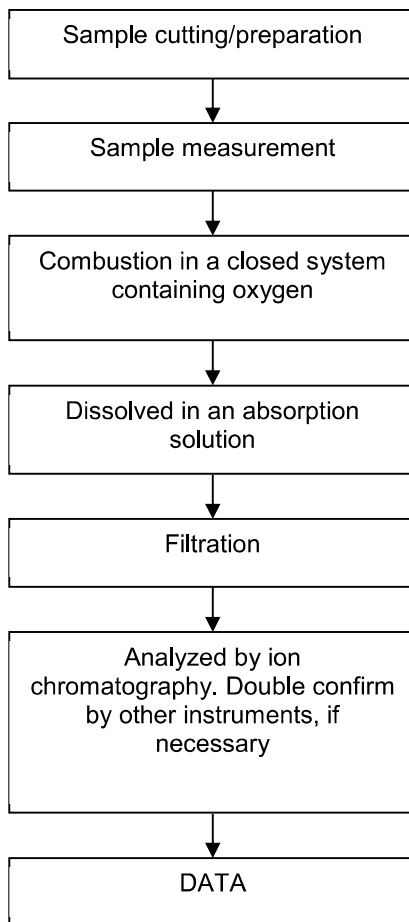 Sample cutting/preparation
Sample measurement
Combustion in a closed system
containing oxygen
Dissolved in an absorption
solution
Filtration
Analyzed by ion
chromatography. Double confirm
by other instruments, if
necessary
DATA